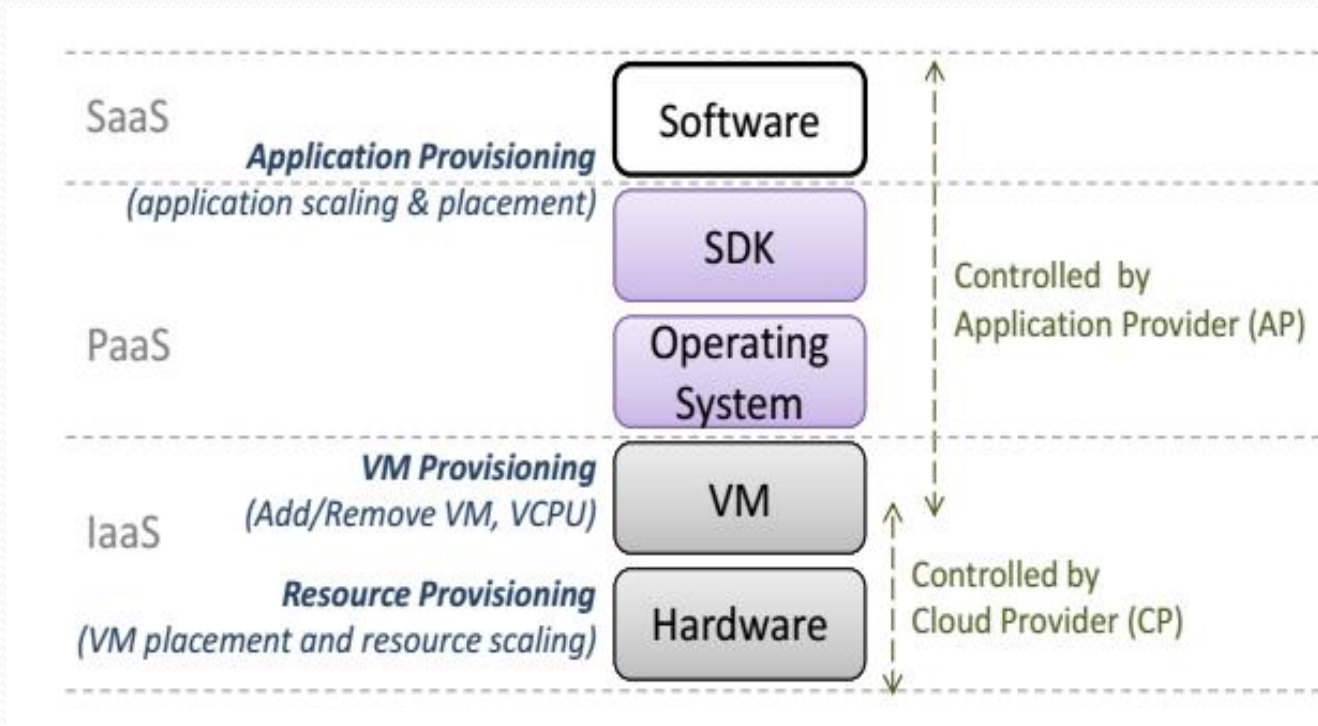 SaaS
Software
Application Provisioning
(application scaling & placement)
SDK
Controlled by
Application Provider (AP)
PaaS
Operating
System
VM Provisioning
(Add/Remove VM, VCPU)
VM
IaaS
Resource Provisioning
(VM placement and resource scaling)
Hardware
Controlled by
Cloud Provider (CP)